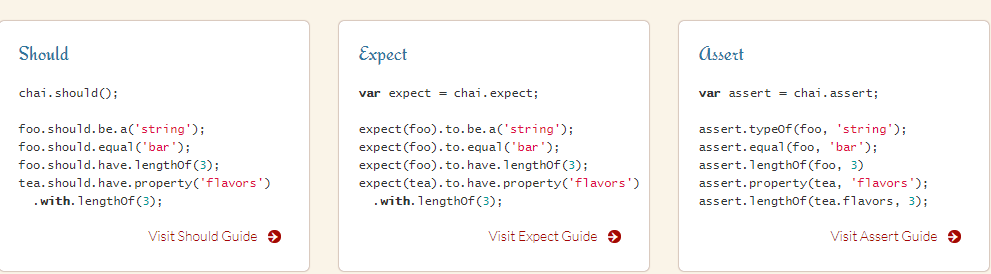 Should
chai.should();
foo.should.be.a('string');
foo.should.equal('bar');
foo.should.have.lengthOf(3);
tea.should.have.property('flavors')
  .with.lengthOf(3);
Visit Should Guide
Expect
var expect = chai.expect;
expect(foo).to.be.a('string');
expect(foo).to.equal('bar');
expect(foo).to.have.lengthOf(3);
expect(tea).to.have.property('flavors')
  .with.lengthOf(3);
Visit Expect Guide
Assert
var assert = chai.assert;
assert.typeOf(foo, 'string');
assert.equal(foo, 'bar');
assert.lengthOf(foo, 3)
assert.property(tea, 'flavors');
assert.lengthOf(tea.flavors, 3);
Visit Assert Guide